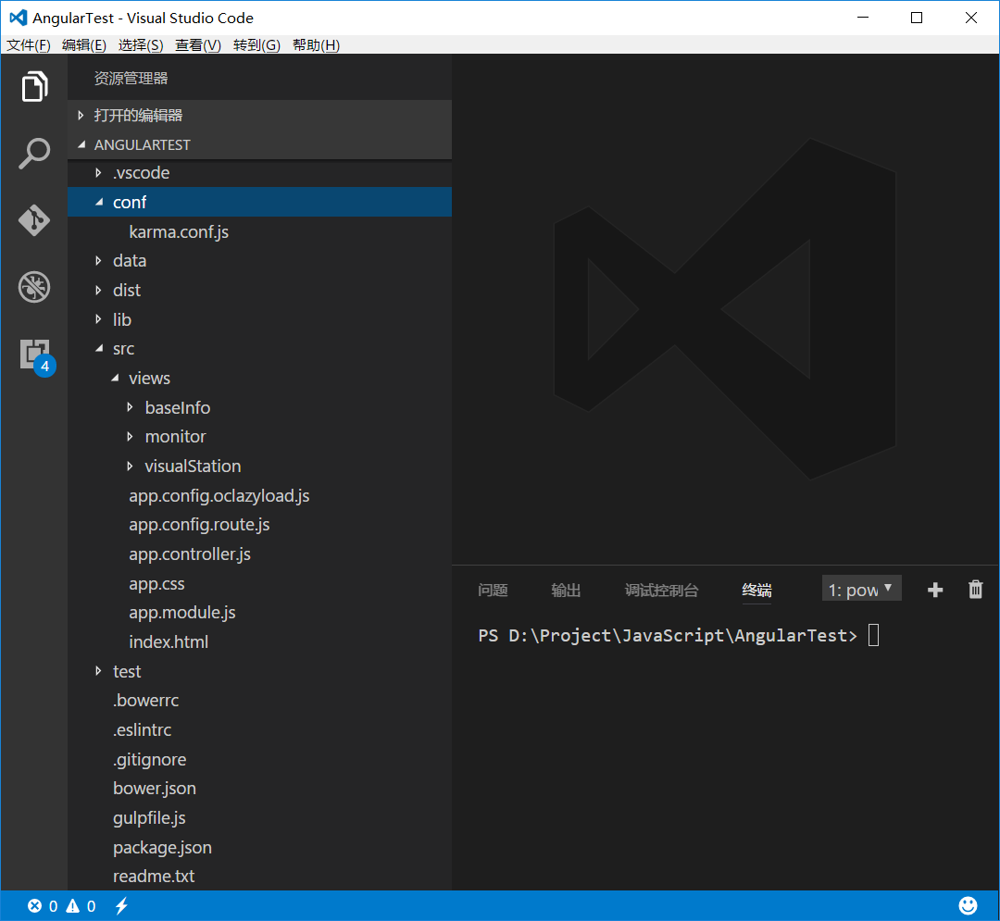 AngularTest - Visual Studio Code
文件(F) 编辑(E) 选择(S) 查看(V) 转到(G) 帮助(H)
资源管理器
打开的编辑器
ANGULARTEST
.vscode
conf
karma.conf.js
data
dist
lib
src
views
baseInfo
monitor
visualStation
app.config.oclazyload.js
app.config.route.js
app.controller.js
app.css
app.module.js
index.html
test
.bowerrc
.eslintrc
.gitignore
bower.json
gulpfile.js
package.json
readme.txt
4
问题 输出 调试控制台 终端 1: pow
PS D:\Project\JavaScript\AngularTest>
0 0